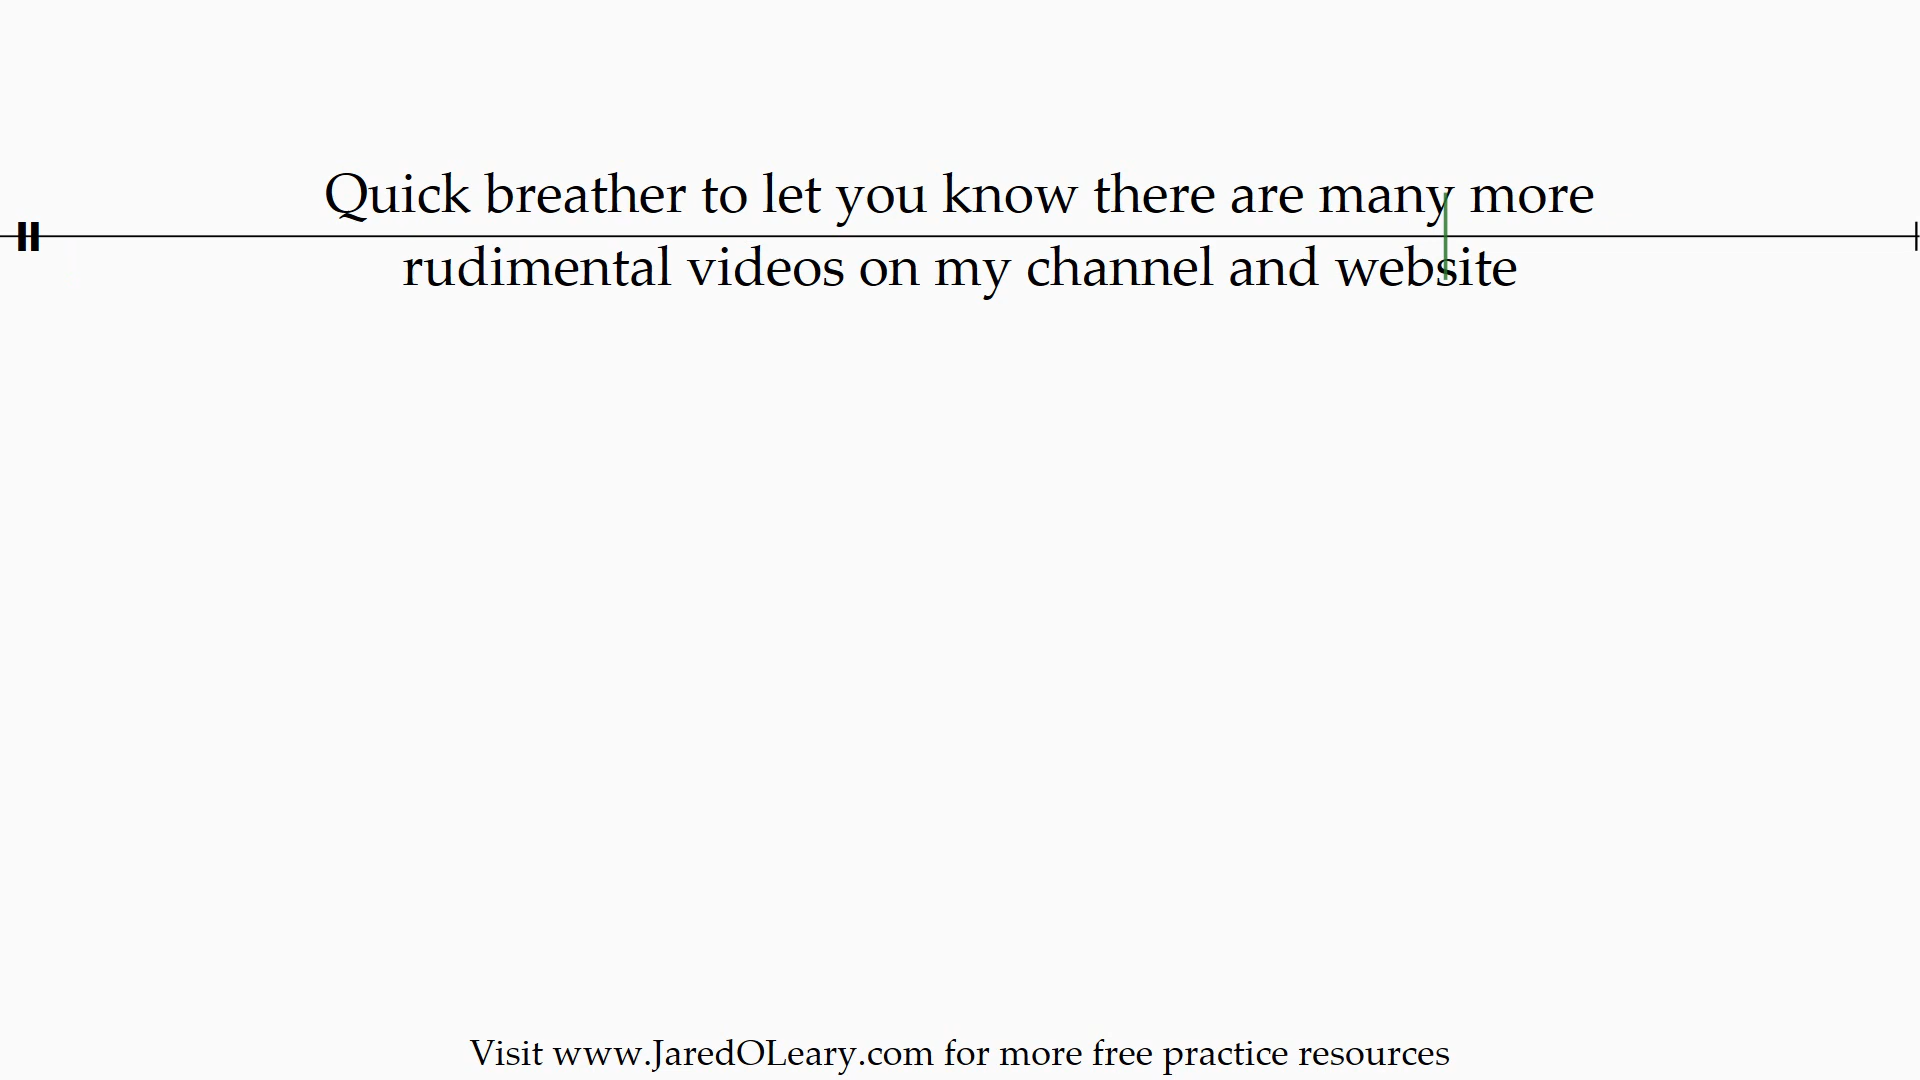 Quick breather to let you know there are many more
rudimental videos on my channel and website
Visit www.JaredOLeary.com for more free practice resources